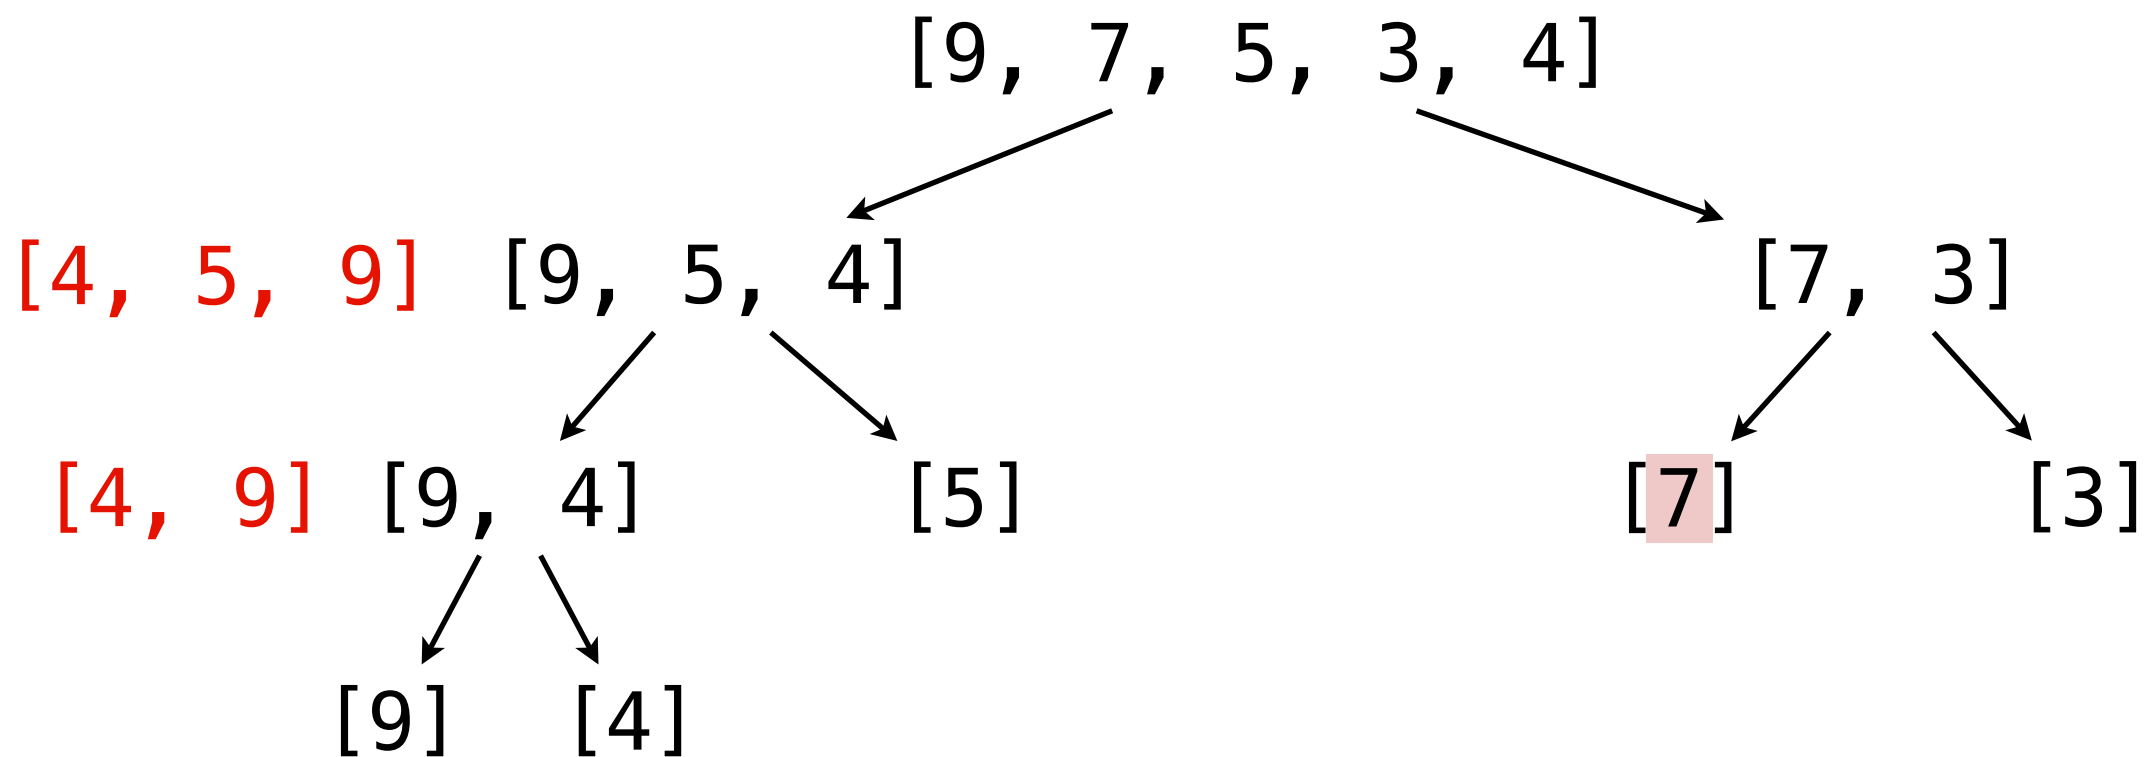 [9, 7, 5, 3, 4]
[4, 5, 9] [9, 5, 4] [7, 3]
[4, 9] [9, 4] [5] [7] [3]
[9] [4]